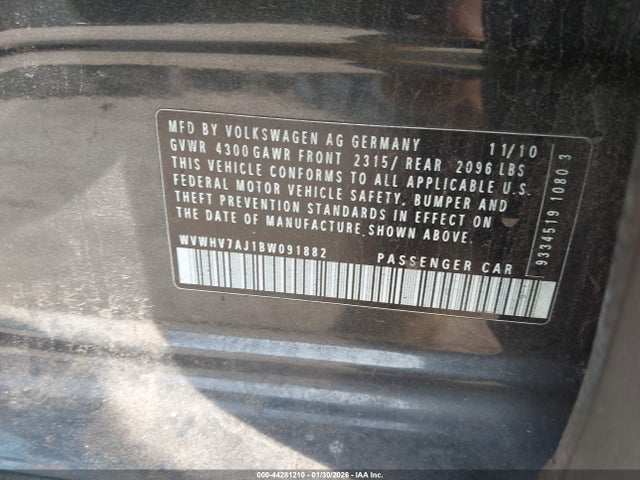 MFD BY VOLKSWAGEN AG GERMANY 11/10
GVWR 4300 GAWR FRONT 2315/ REAR 2096 LBS
THIS VEHICLE CONFORMS TO ALL APPLICABLE U.S.
FEDERAL MOTOR VEHICLE SAFETY, BUMPER AND
THEFT PREVENTION STANDARDS IN EFFECT ON
THE DATE OF MANUFACTURE SHOWN ABOVE.
WVWHV7AJ1BW091882 PASSENGER CAR
9334519 1080 3
000-44281210 - 01/30/2026 - IAA Inc.